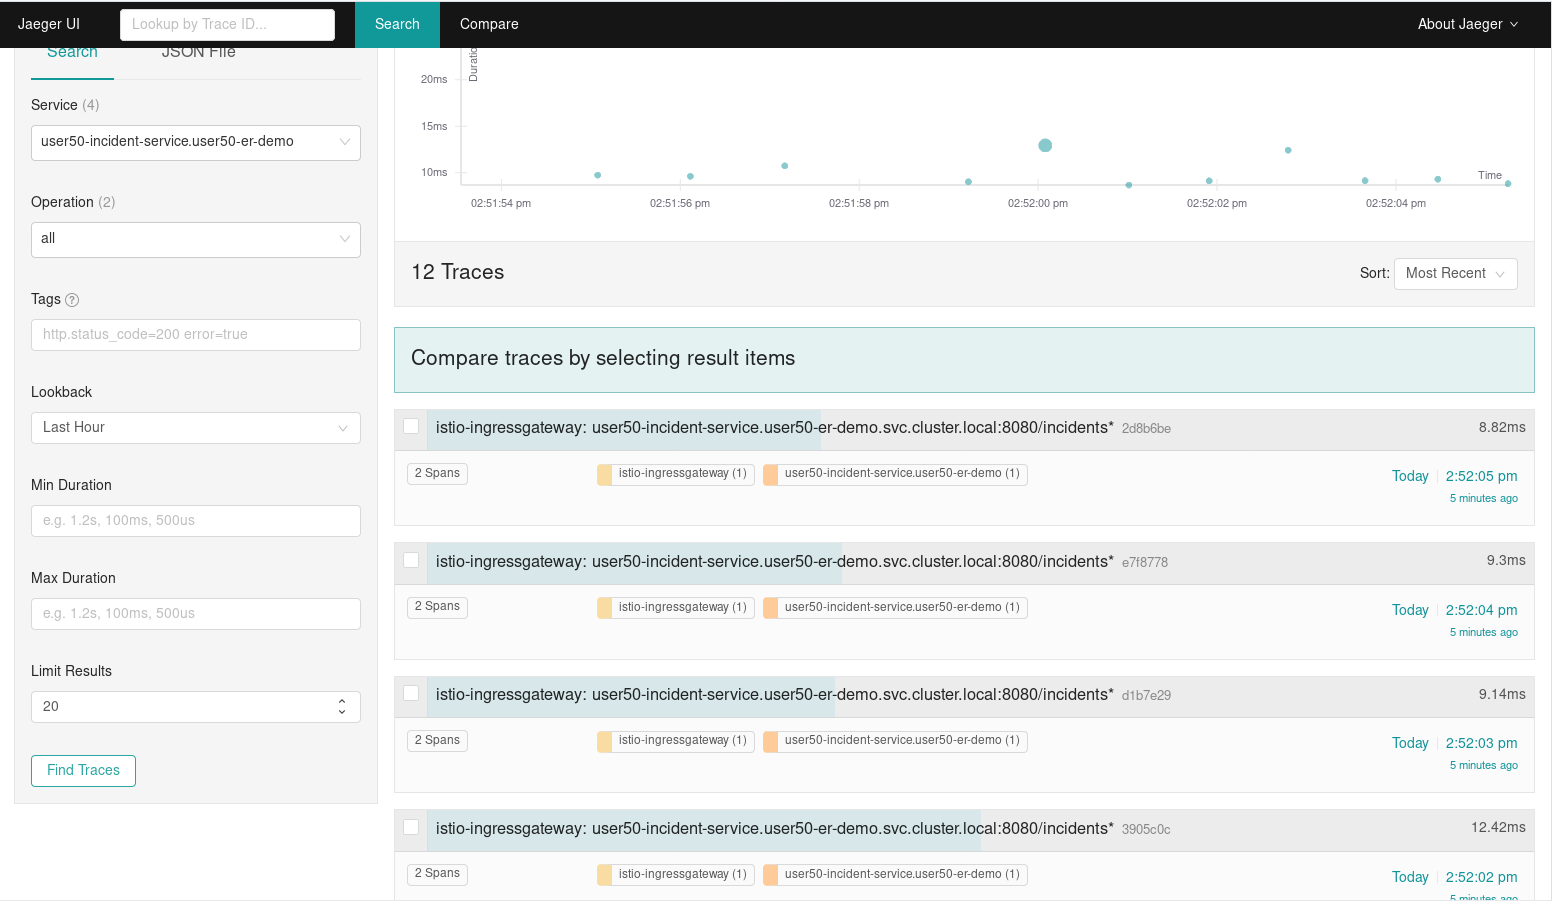 Jaeger UI
Lookup by Trace ID...
Search
Compare
About Jaeger
Search
JSON File
Service (4)
user50-incident-service.user50-er-demo
Operation (2)
all
Tags ?
http.status_code=200 error=true
Lookback
Last Hour
Min Duration
e.g. 1.2s, 100ms, 500us
Max Duration
e.g. 1.2s, 100ms, 500us
Limit Results
20
Find Traces
Duratio
20ms
15ms
10ms
Time
02:51:54 pm
02:51:56 pm
02:51:58 pm
02:52:00 pm
02:52:02 pm
02:52:04 pm
12 Traces
Sort: Most Recent
Compare traces by selecting result items
istio-ingressgateway: user50-incident-service.user50-er-demo.svc.cluster.local:8080/incidents* 2d8b6be 8.82ms
2 Spans istio-ingressgateway (1) user50-incident-service.user50-er-demo (1) Today 2:52:05 pm
5 minutes ago
istio-ingressgateway: user50-incident-service.user50-er-demo.svc.cluster.local:8080/incidents* e7f8778 9.3ms
2 Spans istio-ingressgateway (1) user50-incident-service.user50-er-demo (1) Today 2:52:04 pm
5 minutes ago
istio-ingressgateway: user50-incident-service.user50-er-demo.svc.cluster.local:8080/incidents* d1b7e29 9.14ms
2 Spans istio-ingressgateway (1) user50-incident-service.user50-er-demo (1) Today 2:52:03 pm
5 minutes ago
istio-ingressgateway: user50-incident-service.user50-er-demo.svc.cluster.local:8080/incidents* 3905c0c 12.42ms
2 Spans istio-ingressgateway (1) user50-incident-service.user50-er-demo (1) Today 2:52:02 pm
5 minutes ago